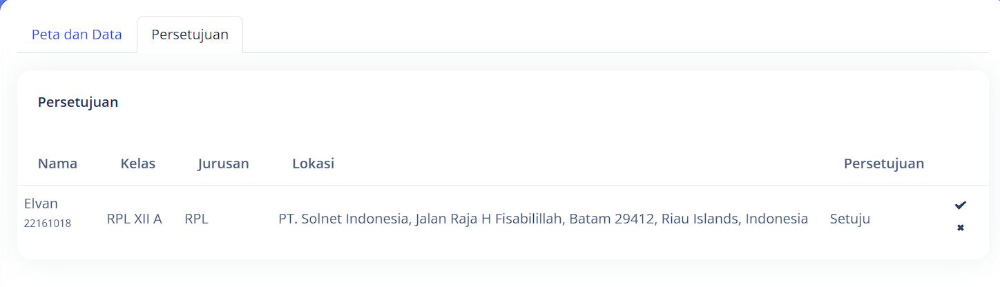 Peta dan Data Persetujuan
Persetujuan
Nama Kelas Jurusan Lokasi Persetujuan
Elvan
22161018
RPL XII A RPL PT. Solnet Indonesia, Jalan Raja H Fisabilillah, Batam 29412, Riau Islands, Indonesia Setuju